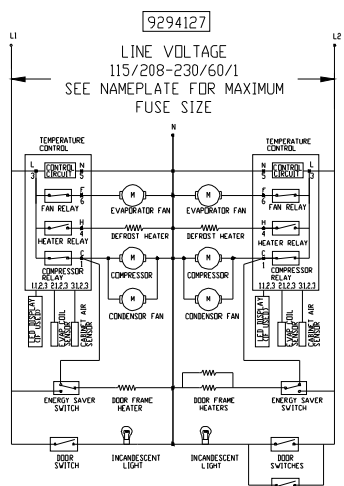 9294127
L1
L2
LINE VOLTAGE
115/208-230/60/1
SEE NAMEPLATE FOR MAXIMUM
FUSE SIZE
N
TEMPERATURE
CONTROL
TEMPERATURE
CONTROL
L
3
CONTROL
CIRCUIT
N
5
N
5
CONTROL
CIRCUIT
L
3
F
6
M
M
F
6
FAN RELAY
EVAPORATOR FAN
EVAPORATOR FAN
FAN RELAY
H
4
H
4
HEATER RELAY
DEFROST HEATER
DEFROST HEATER
HEATER RELAY
C
1
M
M
C
1
COMPRESSOR
RELAY
COMPRESSOR
COMPRESSOR
COMPRESSOR
RELAY
1.1,2,3 2.1,2,3 3.1,2,3
1.1,2,3 2.1,2,3 3.1,2,3
M
M
LED DISPLAY
(IF USED)
EVAP COIL
SENSOR
CABINET AIR
SENSOR
CONDENSOR FAN
CONDENSOR FAN
LED DISPLAY
(IF USED)
EVAP COIL
SENSOR
CABINET AIR
SENSOR
ENERGY SAVER
SWITCH
DOOR FRAME
HEATER
DOOR FRAME
HEATERS
ENERGY SAVER
SWITCH
DOOR
SWITCH
INCANDESCENT
LIGHT
INCANDESCENT
LIGHT
DOOR
SWITCHES